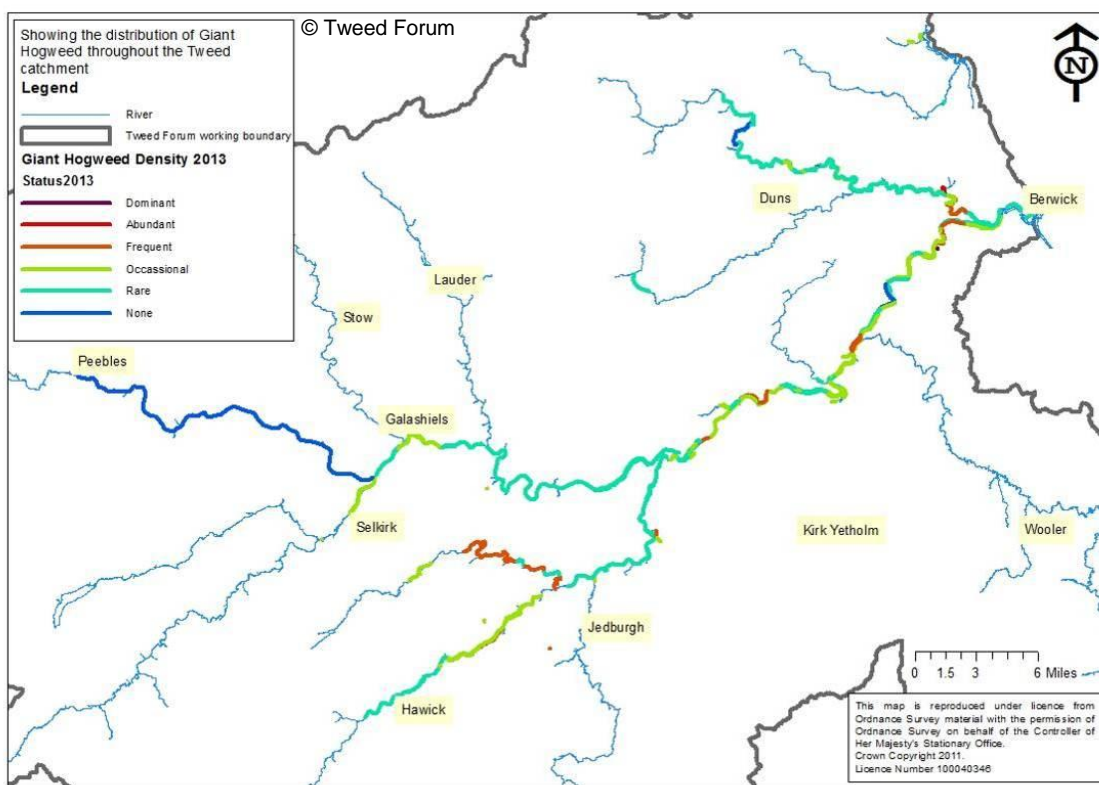 © Tweed Forum
Showing the distribution of Giant
Hogweed throughout the Tweed
catchment
Legend
River
Tweed Forum working boundary
Giant Hogweed Density 2013
Status2013
Dominant
Abundant
Frequent
Occassional
Rare
None
N
Duns
Berwick
Lauder
Stow
Peebles
Galashiels
Selkirk
Kirk Yetholm
Wooler
Jedburgh
Hawick
0 1.5 3 6 Miles
This map is reproduced under licence from
Ordnance Survey material with the permission of
Ordnance Survey on behalf of the Controller of
Her Majesty's Stationary Office.
Crown Copyright 2011.
Licence Number 100040346